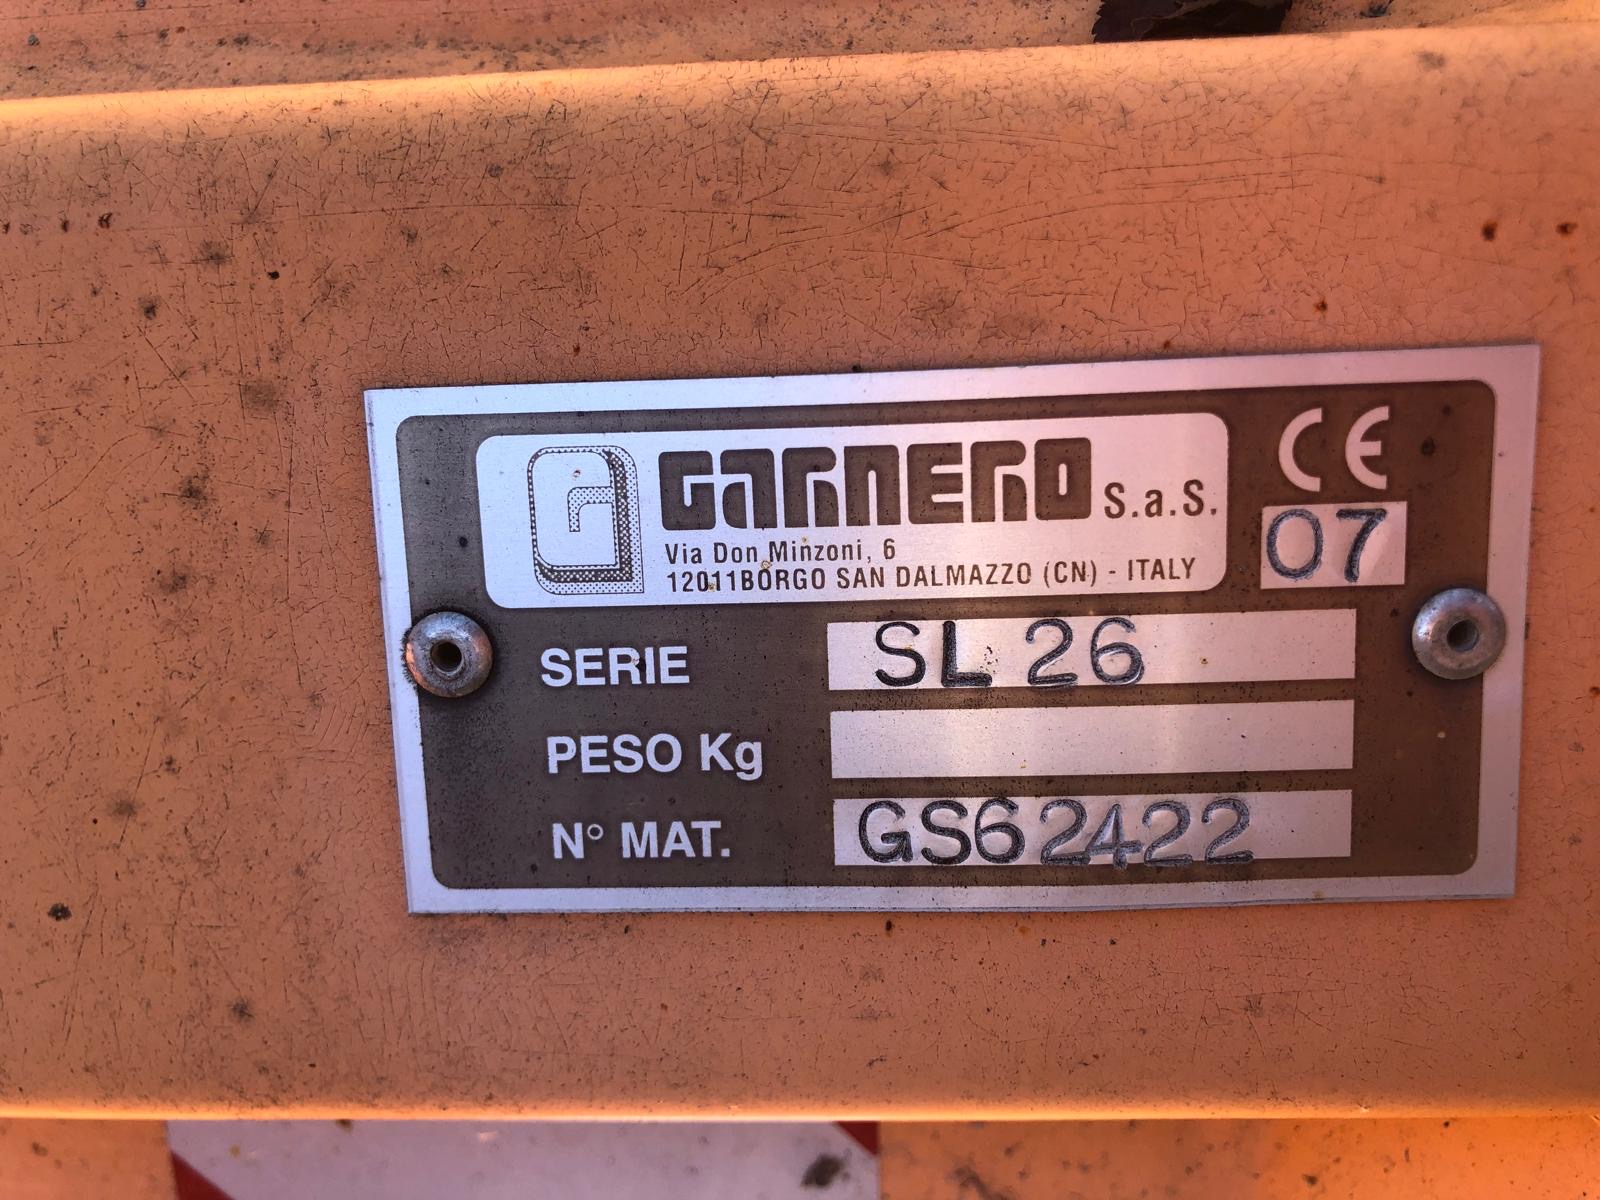 GARNERO S.a.S.
Via Don Minzoni, 6
12011BORGO SAN DALMAZZO (CN) - ITALY
CE
07
SERIE SL 26
PESO Kg
N° MAT. GS62422